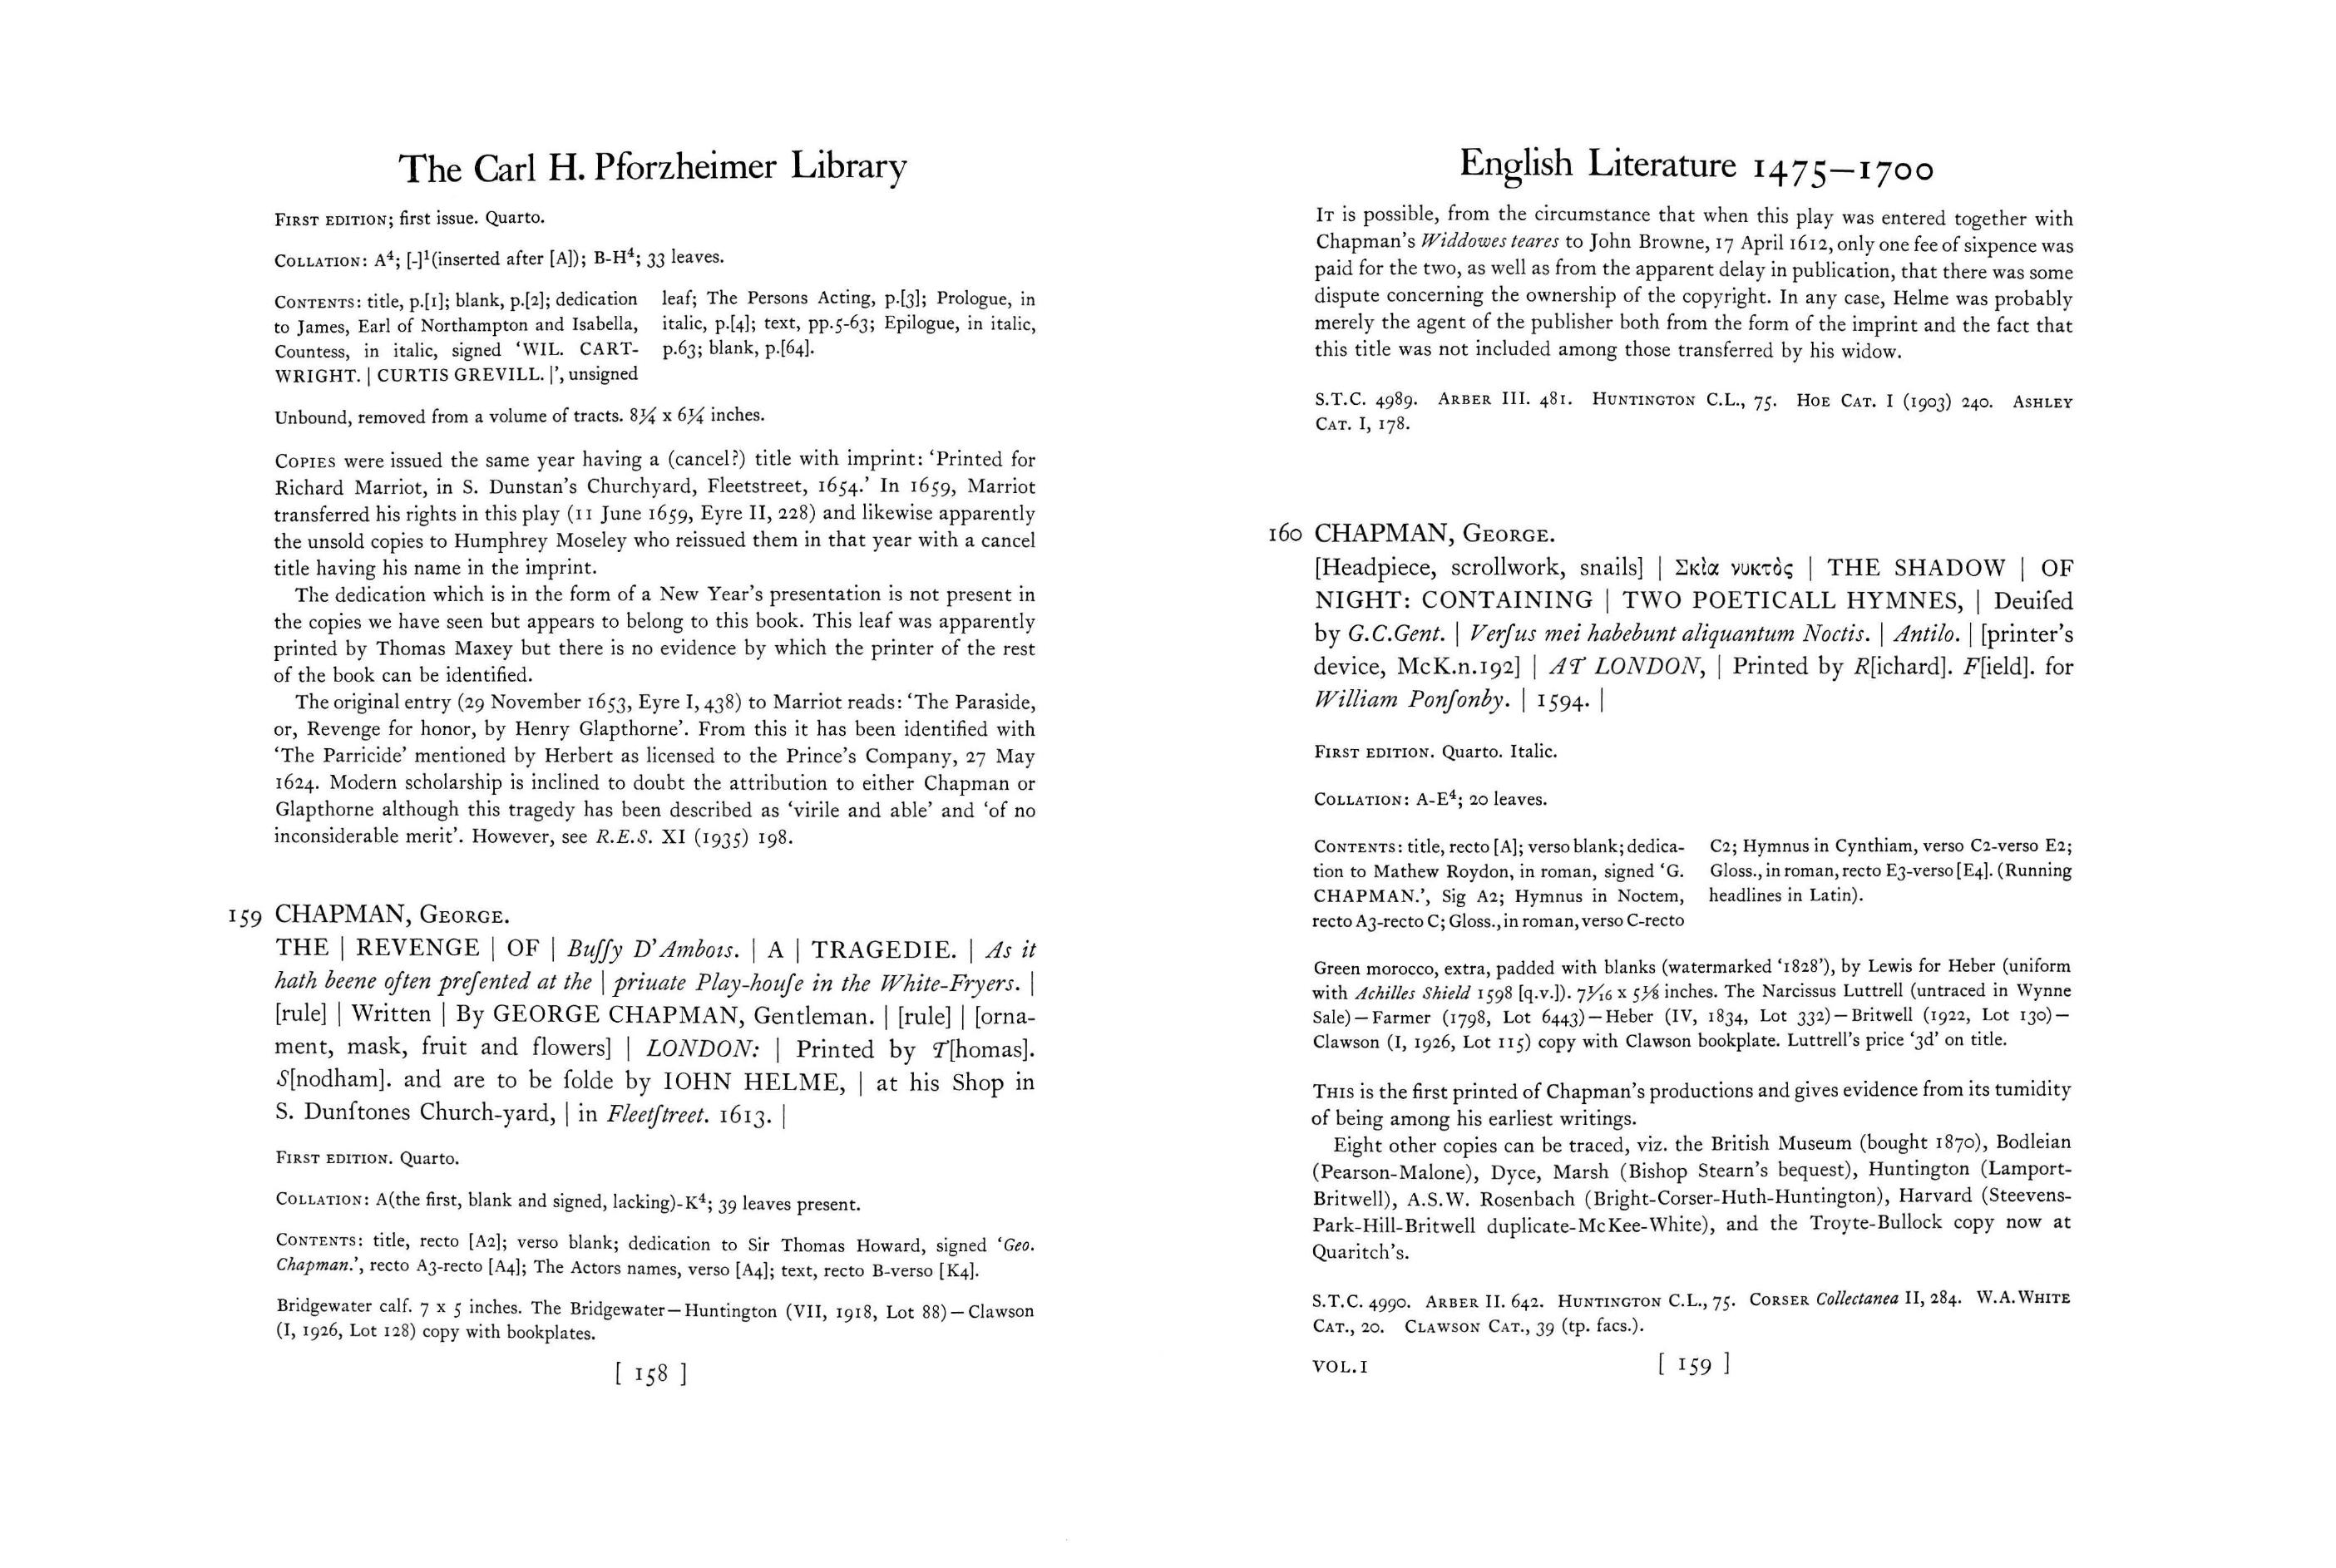 The Carl H. Pforzheimer Library
FIRST EDITION; first issue. Quarto.
COLLATION: A⁴; [-]¹(inserted after [A]); B-H⁴; 33 leaves.
CONTENTS: title, p.[1]; blank, p.[2]; dedication
to James, Earl of Northampton and Isabella,
Countess, in italic, signed ‘WIL. CART-
WRIGHT. | CURTIS GREVILL. |’, unsigned
leaf; The Persons Acting, p.[3]; Prologue, in
italic, p.[4]; text, pp.5-63; Epilogue, in italic,
p.63; blank, p.[64].
Unbound, removed from a volume of tracts. 8¼ x 6¼ inches.
COPIES were issued the same year having a (cancel?) title with imprint: ‘Printed for
Richard Marriot, in S. Dunstan’s Churchyard, Fleetstreet, 1654.’ In 1659, Marriot
transferred his rights in this play (11 June 1659, Eyre II, 228) and likewise apparently
the unsold copies to Humphrey Moseley who reissued them in that year with a cancel
title having his name in the imprint.
The dedication which is in the form of a New Year’s presentation is not present in
the copies we have seen but appears to belong to this book. This leaf was apparently
printed by Thomas Maxey but there is no evidence by which the printer of the rest
of the book can be identified.
The original entry (29 November 1653, Eyre I, 438) to Marriot reads: ‘The Paraside,
or, Revenge for honor, by Henry Glapthorne’. From this it has been identified with
‘The Parricide’ mentioned by Herbert as licensed to the Prince’s Company, 27 May
1624. Modern scholarship is inclined to doubt the attribution to either Chapman or
Glapthorne although this tragedy has been described as ‘virile and able’ and ‘of no
inconsiderable merit’. However, see R.E.S. XI (1935) 198.
159 CHAPMAN, GEORGE.
THE | REVENGE | OF | Buſſy D’Ambois. | A | TRAGEDIE. | As it
hath beene often preſented at the | priuate Play-houſe in the White-Fryers. |
[rule] | Written | By GEORGE CHAPMAN, Gentleman. | [rule] | [orna-
ment, mask, fruit and flowers] | LONDON: | Printed by T[homas].
S[nodham]. and are to be ſolde by IOHN HELME, | at his Shop in
S. Dunſtones Church-yard, | in Fleetſtreet. 1613. |
FIRST EDITION. Quarto.
COLLATION: A(the first, blank and signed, lacking)-K⁴; 39 leaves present.
CONTENTS: title, recto [A2]; verso blank; dedication to Sir Thomas Howard, signed ‘Geo.
Chapman.’, recto A3-recto [A4]; The Actors names, verso [A4]; text, recto B-verso [K4].
Bridgewater calf. 7 x 5 inches. The Bridgewater—Huntington (VII, 1918, Lot 88)—Clawson
(I, 1926, Lot 128) copy with bookplates.
[ 158 ]
English Literature 1475—1700
IT is possible, from the circumstance that when this play was entered together with
Chapman’s Widdowes teares to John Browne, 17 April 1612, only one fee of sixpence was
paid for the two, as well as from the apparent delay in publication, that there was some
dispute concerning the ownership of the copyright. In any case, Helme was probably
merely the agent of the publisher both from the form of the imprint and the fact that
this title was not included among those transferred by his widow.
S.T.C. 4989. ARBER III. 481. HUNTINGTON C.L., 75. HOE CAT. I (1903) 240. ASHLEY
CAT. I, 178.
160 CHAPMAN, GEORGE.
[Headpiece, scrollwork, snails] | Σκὶα νυκτὸς | THE SHADOW | OF
NIGHT: CONTAINING | TWO POETICALL HYMNES, | Deuiſed
by G.C.Gent. | Verſus mei habebunt aliquantum Noctis. | Antilo. | [printer’s
device, McK.n.192] | AT LONDON, | Printed by R[ichard]. F[ield]. for
William Ponſonby. | 1594. |
FIRST EDITION. Quarto. Italic.
COLLATION: A-E⁴; 20 leaves.
CONTENTS: title, recto [A]; verso blank; dedica-
tion to Mathew Roydon, in roman, signed ‘G.
CHAPMAN.’, Sig A2; Hymnus in Noctem,
recto A3-recto C; Gloss., in roman, verso C-recto
C2; Hymnus in Cynthiam, verso C2-verso E2;
Gloss., in roman, recto E3-verso [E4]. (Running
headlines in Latin).
Green morocco, extra, padded with blanks (watermarked ‘1828’), by Lewis for Heber (uniform
with Achilles Shield 1598 [q.v.]). 7¹⁄₁₆ x 5⅛ inches. The Narcissus Luttrell (untraced in Wynne
Sale)—Farmer (1798, Lot 6443)—Heber (IV, 1834, Lot 332)—Britwell (1922, Lot 130)—
Clawson (I, 1926, Lot 115) copy with Clawson bookplate. Luttrell’s price ‘3d’ on title.
THIS is the first printed of Chapman’s productions and gives evidence from its tumidity
of being among his earliest writings.
Eight other copies can be traced, viz. the British Museum (bought 1870), Bodleian
(Pearson-Malone), Dyce, Marsh (Bishop Stearn’s bequest), Huntington (Lamport-
Britwell), A.S.W. Rosenbach (Bright-Corser-Huth-Huntington), Harvard (Steevens-
Park-Hill-Britwell duplicate-McKee-White), and the Troyte-Bullock copy now at
Quaritch’s.
S.T.C. 4990. ARBER II. 642. HUNTINGTON C.L., 75. CORSER Collectanea II, 284. W.A.WHITE
CAT., 20. CLAWSON CAT., 39 (tp. facs.).
VOL.I [ 159 ]